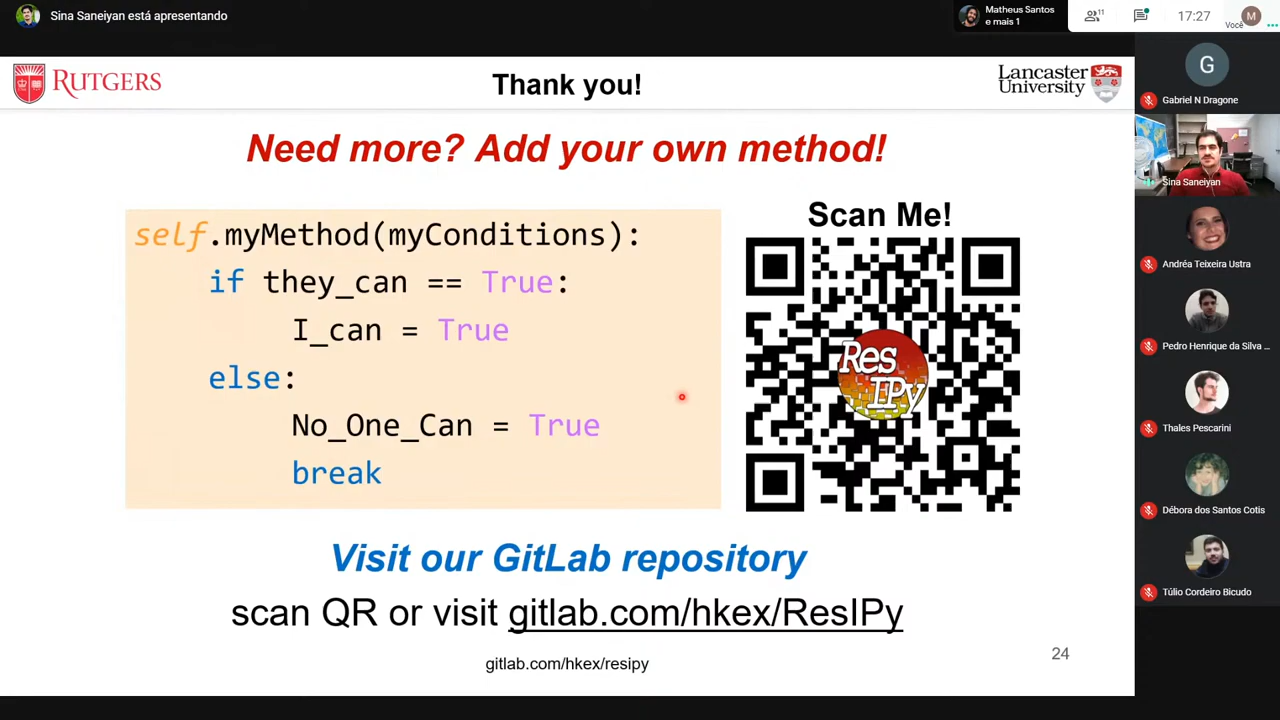 Sina Saneiyan está apresentando
Matheus Santos
e mais 1
11
17:27
Você
M
RUTGERS
Thank you!
Lancaster
University
Need more? Add your own method!
self.myMethod(myConditions):
if they_can == True:
I_can = True
else:
No_One_Can = True
break
Scan Me!
Res
IPy
Visit our GitLab repository
scan QR or visit gitlab.com/hkex/ResIPy
gitlab.com/hkex/resipy
24
G
Gabriel N Dragone
Sina Saneiyan
Andréa Teixeira Ustra
Pedro Henrique da Silva ...
Thales Pescarini
Débora dos Santos Cotis
Túlio Cordeiro Bicudo